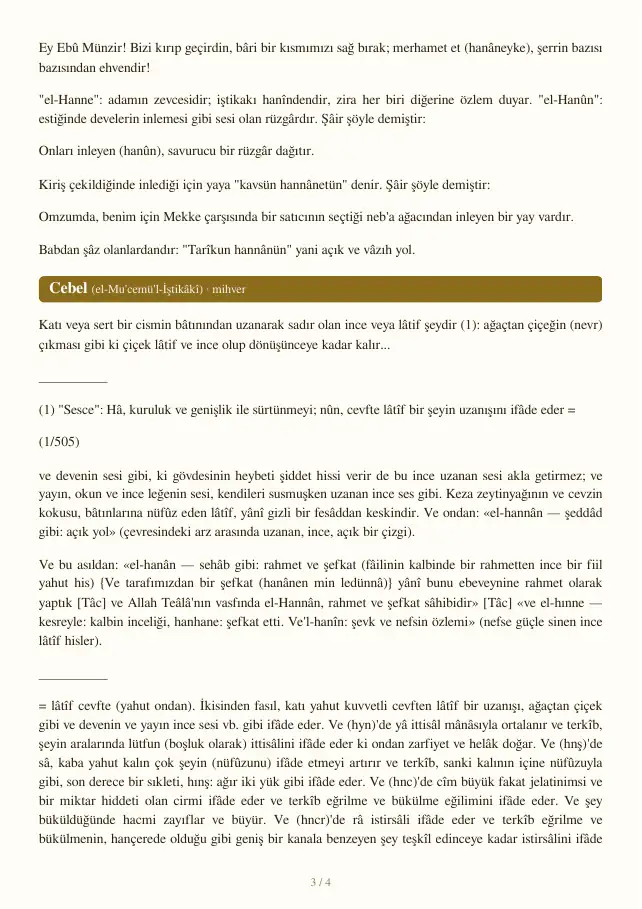 Ey Ebû Münzir! Bizi kırıp geçirdin, bâri bir kısmımızı sağ bırak; merhamet et (hanâneyke), şerrin bazısı
bazısından ehvendir!
"el-Hanne": adamın zevcesidir; iştikakı hanîndendir, zira her biri diğerine özlem duyar. "el-Hanûn":
estiğinde develerin inlemesi gibi sesi olan rüzgârdır. Şâir şöyle demiştir:
Onları inleyen (hanûn), savurucu bir rüzgâr dağıtır.
Kiriş çekildiğinde inlediği için yaya "kavsün hannânetün" denir. Şâir şöyle demiştir:
Omzumda, benim için Mekke çarşısında bir satıcının seçtiği neb'a ağacından inleyen bir yay vardır.
Babdan şâz olanlardandır: "Tarîkun hannânün" yani açık ve vâzıh yol.
Cebel (el-Mu'cemü'l-İştikâkî) · mihver
Katı veya sert bir cismin bâtınından uzanarak sadır olan ince veya lâtif şeydir (1): ağaçtan çiçeğin (nevr)
çıkması gibi ki çiçek lâtif ve ince olup dönüşünceye kadar kalır...
___________
(1) "Sesce": Hâ, kuruluk ve genişlik ile sürtünmeyi; nûn, cevfte lâtîf bir şeyin uzanışını ifâde eder =
(1/505)
ve devenin sesi gibi, ki gövdesinin heybeti şiddet hissi verir de bu ince uzanan sesi akla getirmez; ve
yayın, okun ve ince leğenin sesi, kendileri susmuşken uzanan ince ses gibi. Keza zeytinyağının ve cevzin
kokusu, bâtınlarına nüfûz eden lâtîf, yânî gizli bir fesâddan keskindir. Ve ondan: «el-hannân — şeddâd
gibi: açık yol» (çevresindeki arz arasında uzanan, ince, açık bir çizgi).
Ve bu asıldan: «el-hanân — sehâb gibi: rahmet ve şefkat (fâilinin kalbinde bir rahmetten ince bir fiil
yahut his) {Ve tarafımızdan bir şefkat (hanânen min ledünnâ)} yânî bunu ebeveynine rahmet olarak
yaptık [Tâc] ve Allah Teâlâ'nın vasfında el-Hannân, rahmet ve şefkat sâhibidir» [Tâc] «ve el-hınne —
kesreyle: kalbin inceliği, hanhane: şefkat etti. Ve'l-hanîn: şevk ve nefsin özlemi» (nefse güçle sinen ince
lâtîf hisler).
___________
= lâtîf cevfte (yahut ondan). İkisinden fasıl, katı yahut kuvvetli cevften lâtîf bir uzanışı, ağaçtan çiçek
gibi ve devenin ve yayın ince sesi vb. gibi ifâde eder. Ve (hyn)'de yâ ittisâl mânâsıyla ortalanır ve terkîb,
şeyin aralarında lütfun (boşluk olarak) ittisâlini ifâde eder ki ondan zarfiyet ve helâk doğar. Ve (hnş)'de
sâ, kaba yahut kalın çok şeyin (nüfûzunu) ifâde etmeyi artırır ve terkîb, sanki kalının içine nüfûzuyla
gibi, son derece bir sıkleti, hınş: ağır iki yük gibi ifâde eder. Ve (hnc)'de cîm büyük fakat jelatinimsi ve
bir miktar hiddeti olan cirmi ifâde eder ve terkîb eğrilme ve bükülme eğilimini ifâde eder. Ve şey
büküldüğünde hacmi zayıflar ve büyür. Ve (hncr)'de râ istirsâli ifâde eder ve terkîb eğrilme ve
bükülmenin, hançerede olduğu gibi geniş bir kanala benzeyen şey teşkîl edinceye kadar istirsâlini ifâde
3 / 4